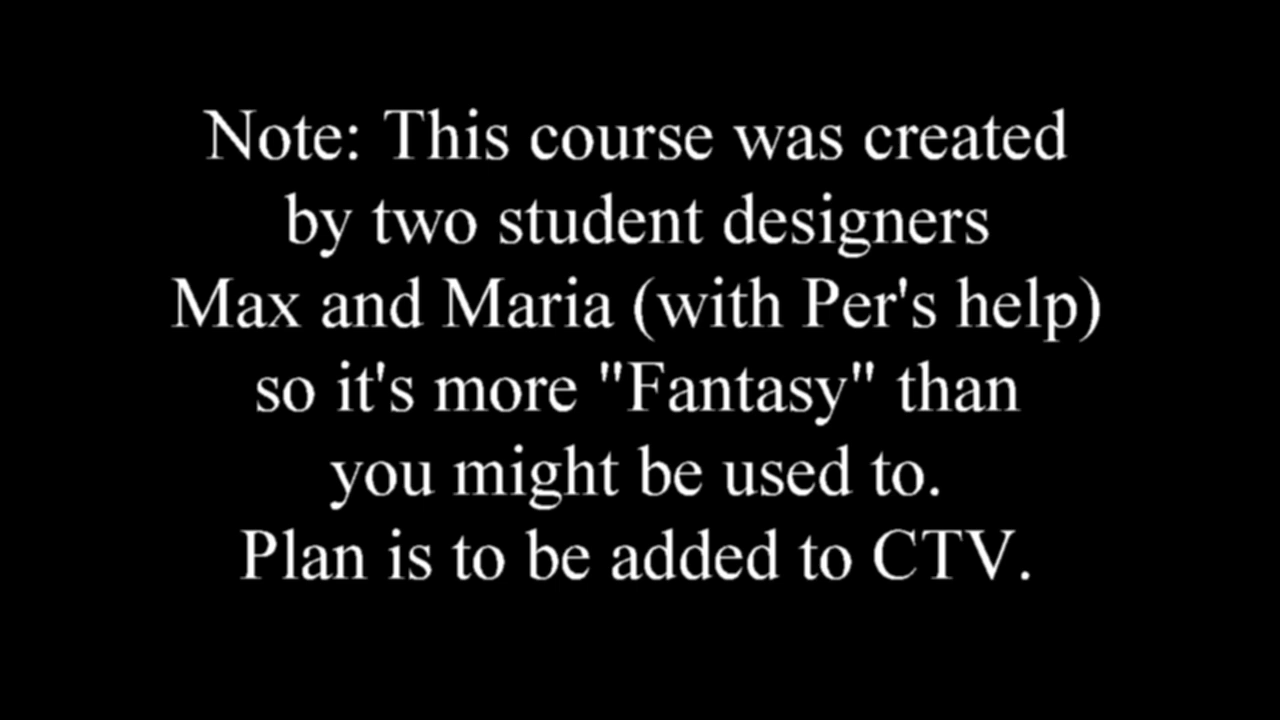 Note: This course was created
by two student designers
Max and Maria (with Per's help)
so it's more "Fantasy" than
you might be used to.
Plan is to be added to CTV.